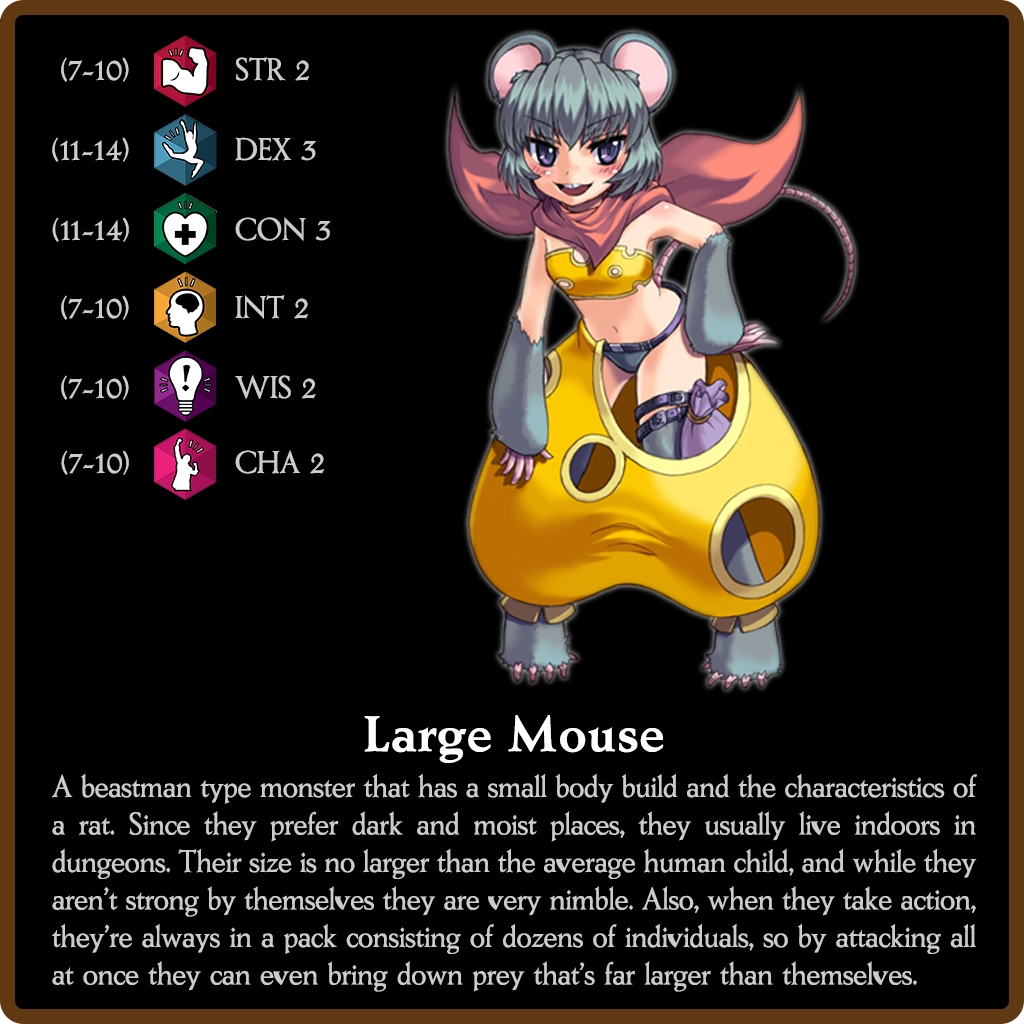 (7-10) STR 2
(11-14) DEX 3
(11-14) CON 3
(7-10) INT 2
(7-10) WIS 2
(7-10) CHA 2
Large Mouse
A beastman type monster that has a small body build and the characteristics of
a rat. Since they prefer dark and moist places, they usually live indoors in
dungeons. Their size is no larger than the average human child, and while they
aren't strong by themselves they are very nimble. Also, when they take action,
they're always in a pack consisting of dozens of individuals, so by attacking all
at once they can even bring down prey that's far larger than themselves.